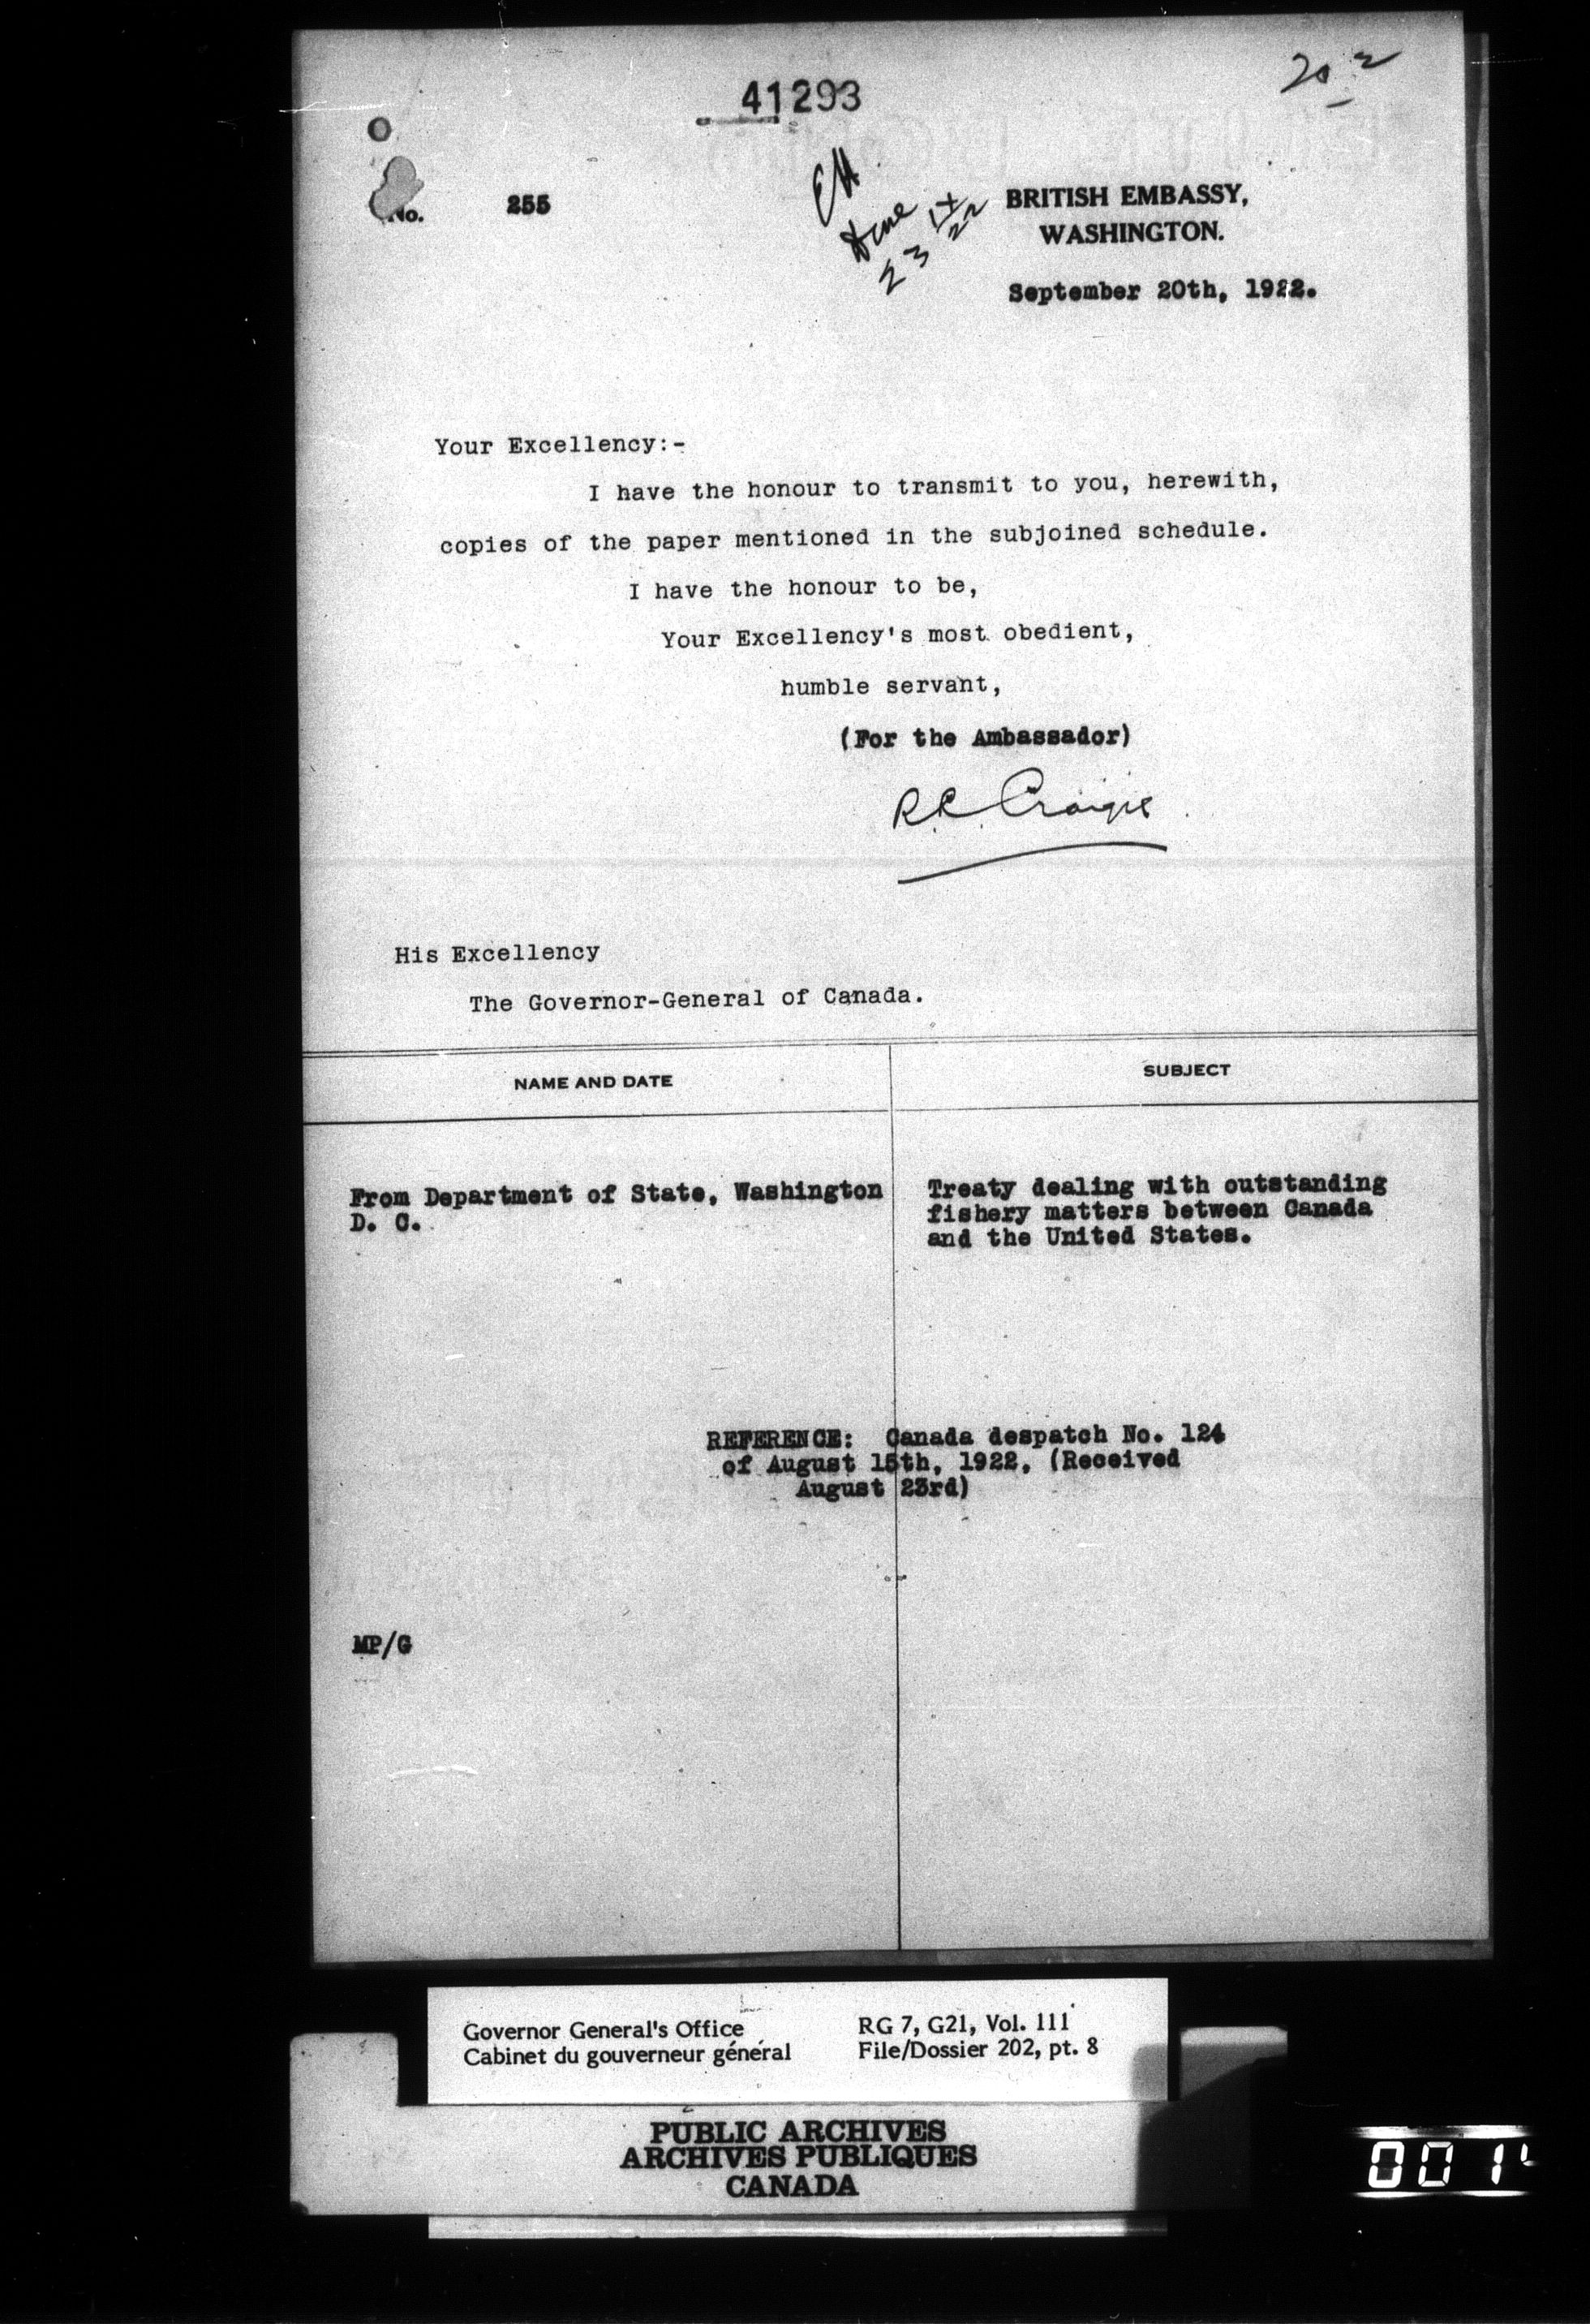 41293
202
No. 255
BRITISH EMBASSY,
WASHINGTON.
September 20th, 1922.
23 IX 22
Your Excellency:-
I have the honour to transmit to you, herewith,
copies of the paper mentioned in the subjoined schedule.
I have the honour to be,
Your Excellency's most obedient,
humble servant,
(For the Ambassador)
R.L. Craigie
His Excellency
The Governor-General of Canada.
NAME AND DATE
SUBJECT
From Department of State, Washington
D. C.
Treaty dealing with outstanding
fishery matters between Canada
and the United States.
REFERENCE: Canada despatch No. 124
of August 15th, 1922, (Received
August 23rd)
MP/G
Governor General's Office
Cabinet du gouverneur général
RG 7, G21, Vol. 111
File/Dossier 202, pt. 8
PUBLIC ARCHIVES
ARCHIVES PUBLIQUES
CANADA
001